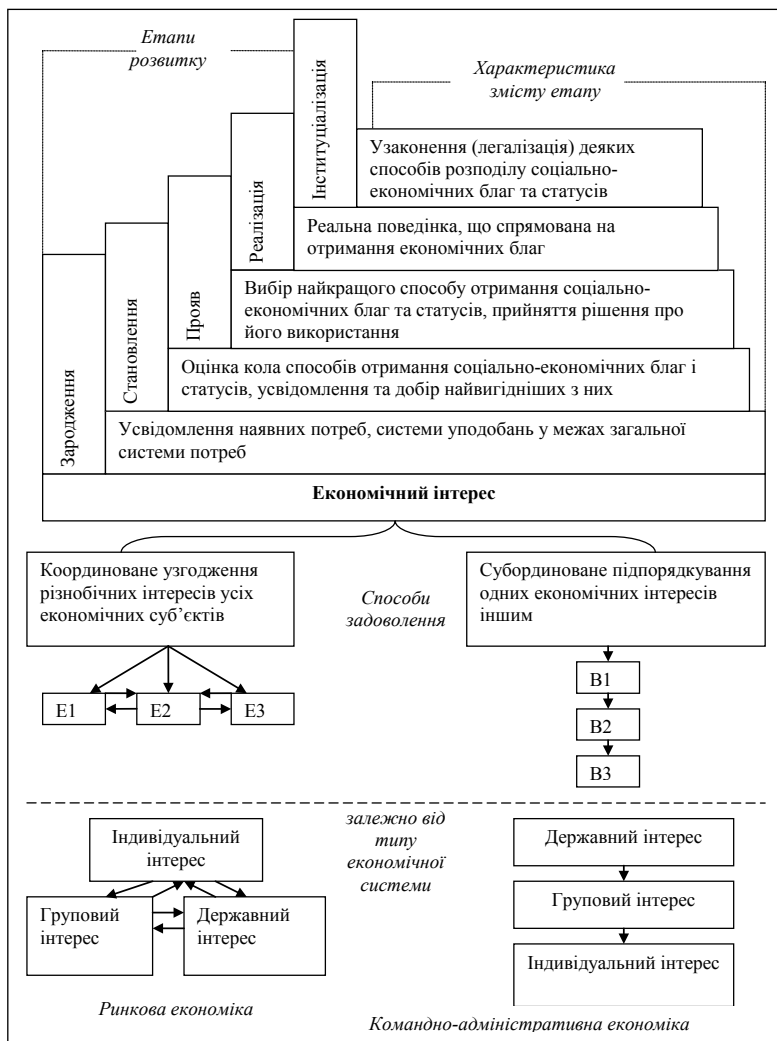 Етапи
розвитку
Характеристика
змісту етапу
Інституціалізація
Узаконення (легалізація) деяких
способів розподілу соціально-
економічних благ та статусів
Реалізація
Реальна поведінка, що спрямована на
отримання економічних благ
Прояв
Вибір найкращого способу отримання соціально-
економічних благ та статусів, прийняття рішення про
його використання
Становлення
Оцінка кола способів отримання соціально-економічних благ і
статусів, усвідомлення та добір найвигідніших з них
Зародження
Усвідомлення наявних потреб, системи уподобань у межах загальної
системи потреб
Економічний інтерес
Координоване узгодження
різнобічних інтересів усіх
економічних суб’єктів
Способи
задоволення
Субординоване підпорядкування
одних економічних інтересів
іншим
Е1
Е2
Е3
В1
В2
В3
залежно від
типу
економічної
системи
Індивідуальний
інтерес
Груповий
інтерес
Державний
інтерес
Ринкова економіка
Державний інтерес
Груповий інтерес
Індивідуальний інтерес
Командно-адміністративна економіка